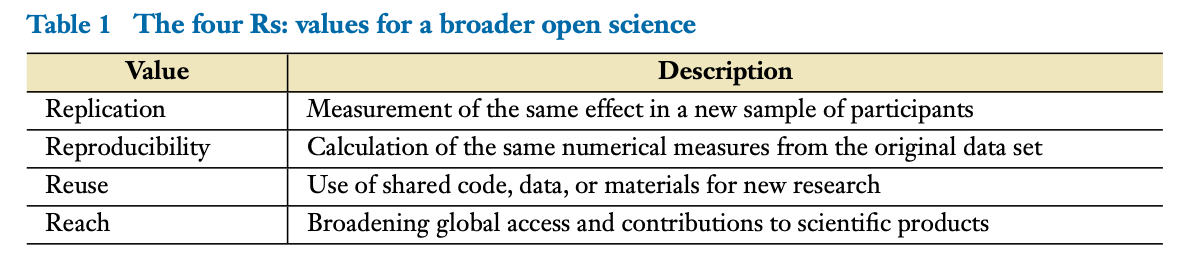 Table 1 The four Rs: values for a broader open science
Value Description
Replication Measurement of the same effect in a new sample of participants
Reproducibility Calculation of the same numerical measures from the original data set
Reuse Use of shared code, data, or materials for new research
Reach Broadening global access and contributions to scientific products